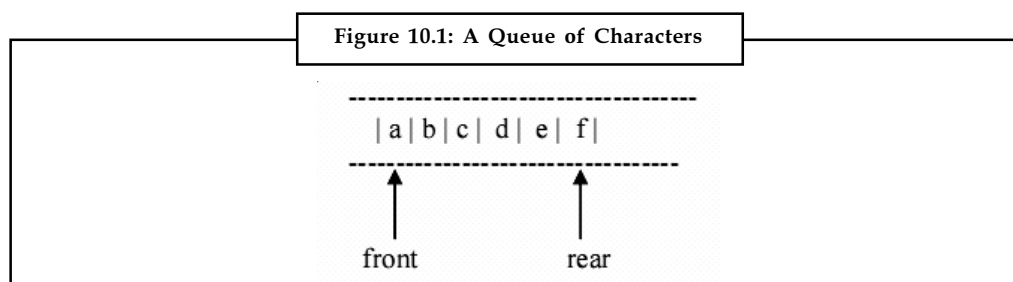 Figure 10.1: A Queue of Characters
| a | b | c | d | e | f |
front rear